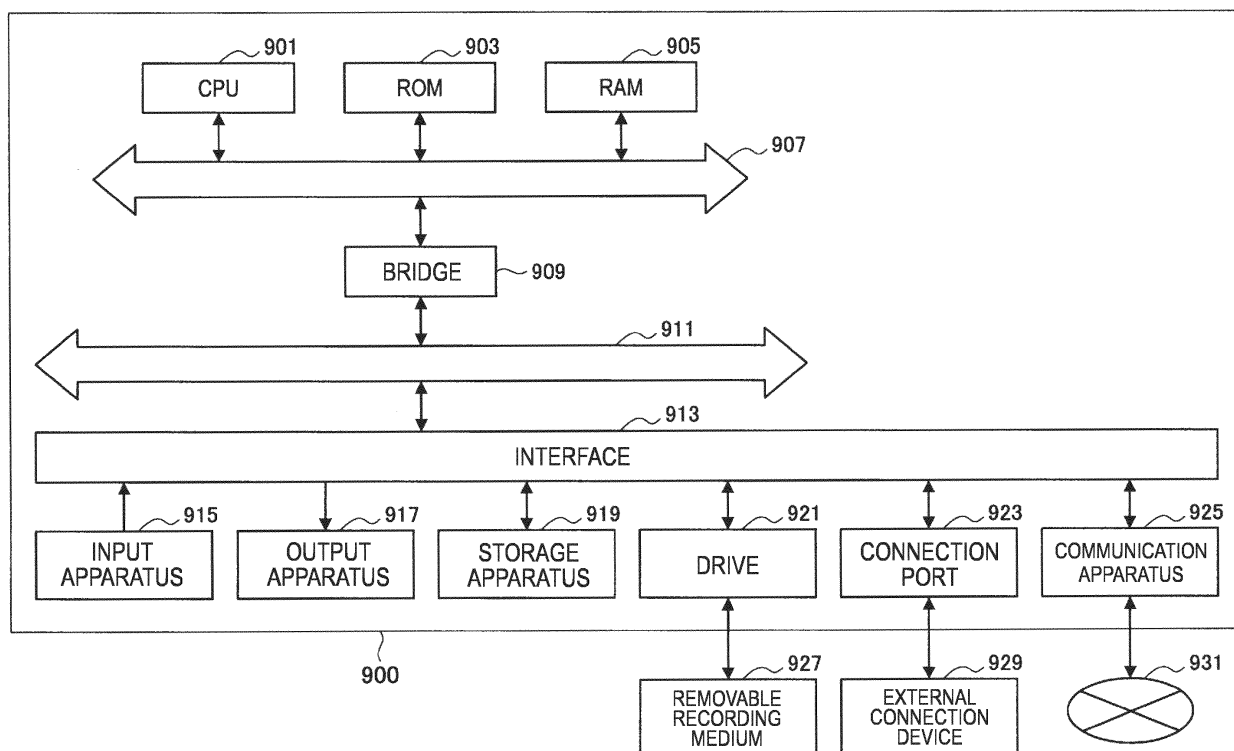 901
903
905
CPU
ROM
RAM
907
BRIDGE
909
911
913
INTERFACE
915
917
919
921
923
925
INPUT
APPARATUS
OUTPUT
APPARATUS
STORAGE
APPARATUS
DRIVE
CONNECTION
PORT
COMMUNICATION
APPARATUS
900
927
929
931
REMOVABLE
RECORDING
MEDIUM
EXTERNAL
CONNECTION
DEVICE